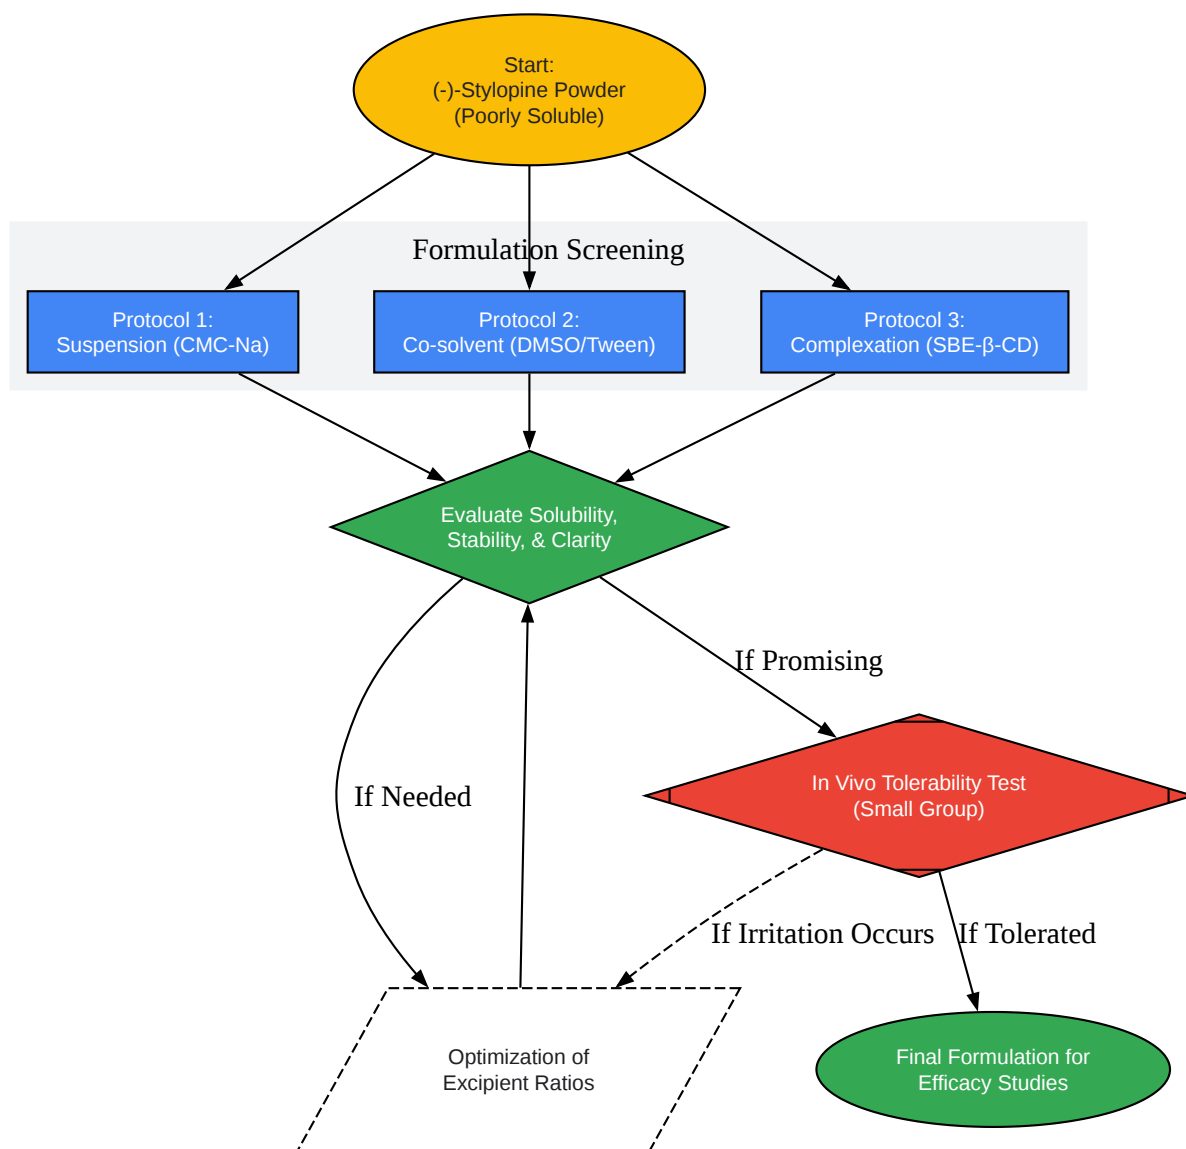 Start:
(-)-Stylopine Powder
(Poorly Soluble)
Formulation Screening
Protocol 1:
Suspension (CMC-Na)
Protocol 2:
Co-solvent (DMSO/Tween)
Protocol 3:
Complexation (SBE-β-CD)
Evaluate Solubility,
Stability, & Clarity
If Promising
If Needed
In Vivo Tolerability Test
(Small Group)
If Irritation Occurs
If Tolerated
Optimization of
Excipient Ratios
Final Formulation for
Efficacy Studies